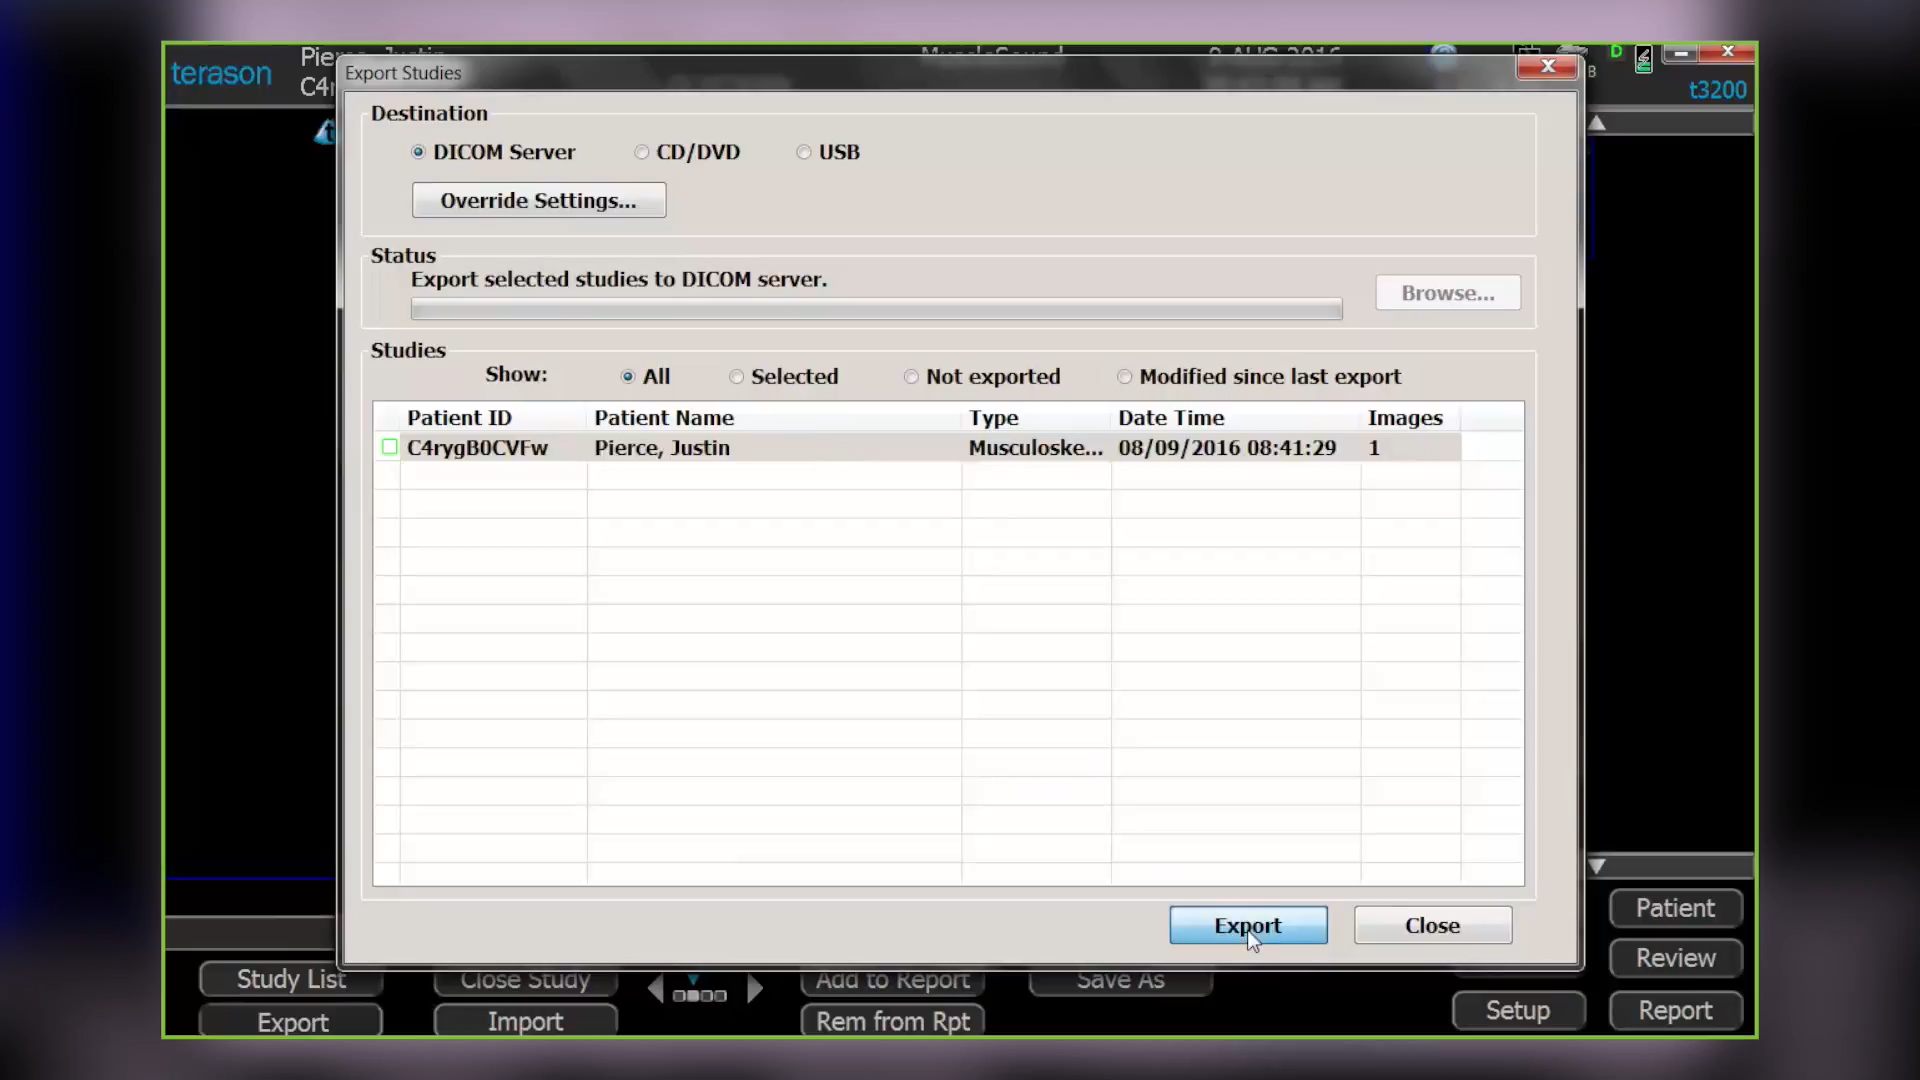 terason
Export Studies
t3200
Destination
DICOM Server CD/DVD USB
Override Settings...
Status
Export selected studies to DICOM server.
Browse...
Studies
Show: All Selected Not exported Modified since last export
Patient ID Patient Name Type Date Time Images
C4rygB0CVFw Pierce, Justin Musculoske... 08/09/2016 08:41:29 1
Export Close
Patient
Review
Study List Close Study Add to Report Save As
Export Import Rem from Rpt Setup Report